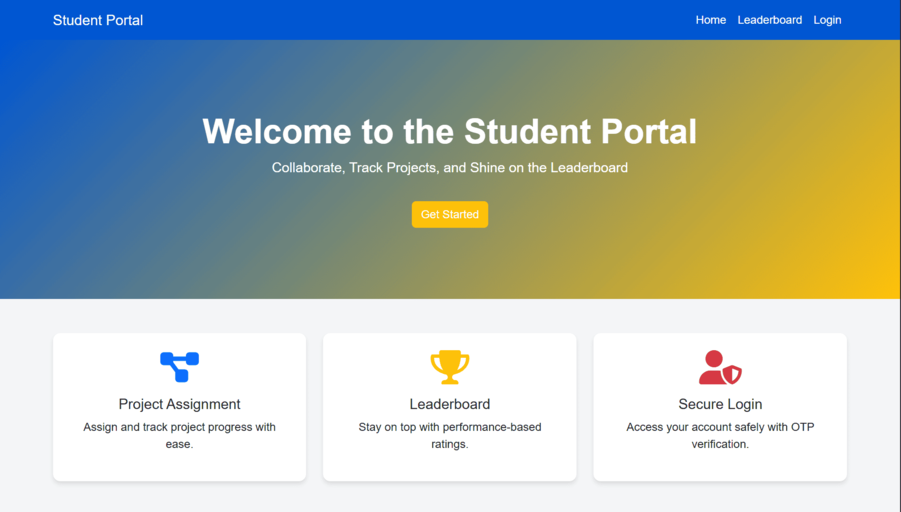 Student Portal
Home Leaderboard Login
Welcome to the Student Portal
Collaborate, Track Projects, and Shine on the Leaderboard
Get Started
Project Assignment
Assign and track project progress with
ease.
Leaderboard
Stay on top with performance-based
ratings.
Secure Login
Access your account safely with OTP
verification.